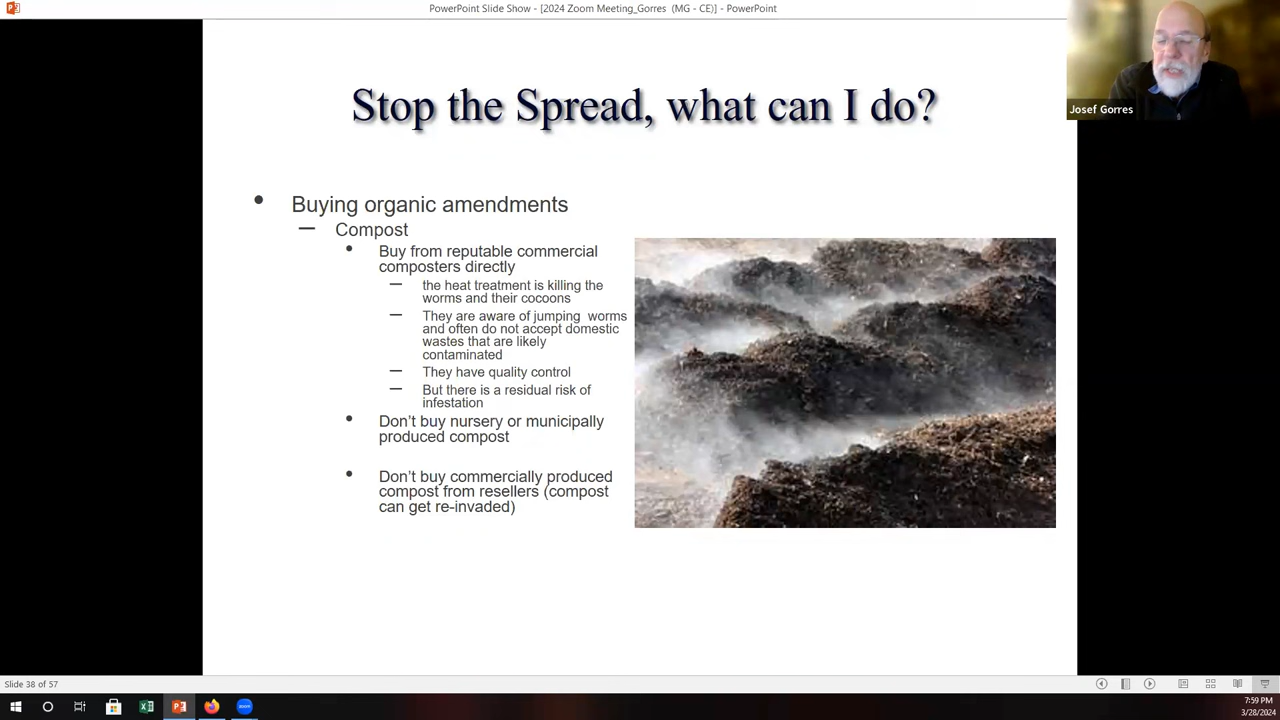 PowerPoint Slide Show - [2024 Zoom Meeting_Gorres (MG - CE)] - PowerPoint
Josef Gorres
Stop the Spread, what can I do?
• Buying organic amendments
— Compost
• Buy from reputable commercial
composters directly
— the heat treatment is killing the
worms and their cocoons
— They are aware of jumping worms
and often do not accept domestic
wastes that are likely
contaminated
— They have quality control
— But there is a residual risk of
infestation
• Don't buy nursery or municipally
produced compost
• Don't buy commercially produced
compost from resellers (compost
can get re-invaded)
Slide 38 of 57
zoom
7:59 PM
3/28/2024